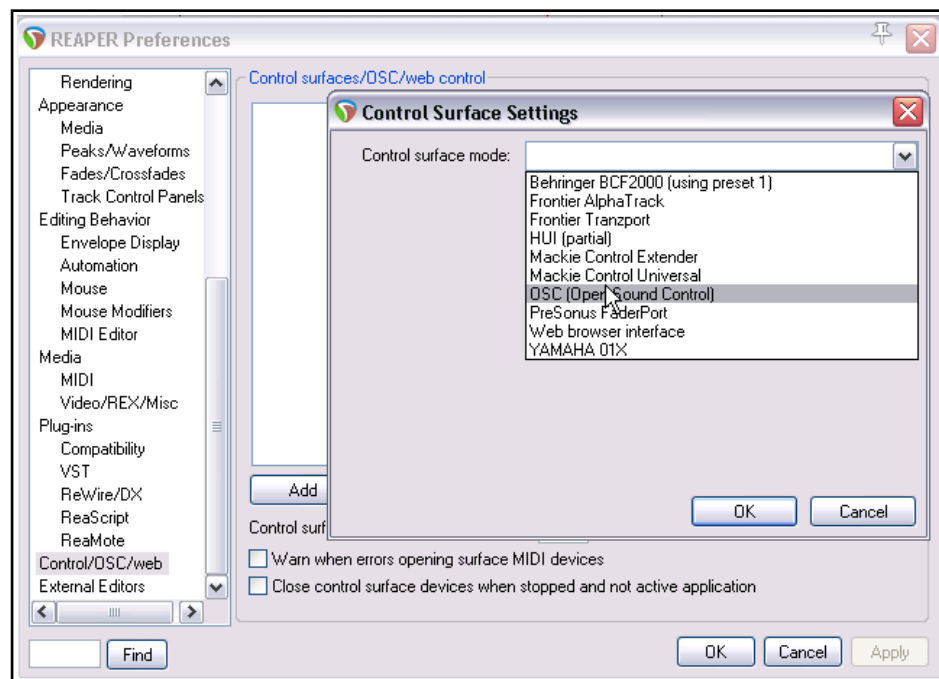 REAPER Preferences
Rendering
Appearance
Media
Peaks/Waveforms
Fades/Crossfades
Track Control Panels
Editing Behavior
Envelope Display
Automation
Mouse
Mouse Modifiers
MIDI Editor
Media
MIDI
Video/REX/Misc
Plug-ins
Compatibility
VST
ReWire/DX
ReaScript
ReaMote
Control/OSC/web
External Editors
Find
Control surfaces/OSC/web control
Control Surface Settings
Control surface mode:
Behringer BCF2000 (using preset 1)
Frontier AlphaTrack
Frontier Tranzport
HUI (partial)
Mackie Control Extender
Mackie Control Universal
OSC (Open Sound Control)
PreSonus FaderPort
Web browser interface
YAMAHA 01X
OK Cancel
Add
Control surf
Warn when errors opening surface MIDI devices
Close control surface devices when stopped and not active application
OK Cancel Apply